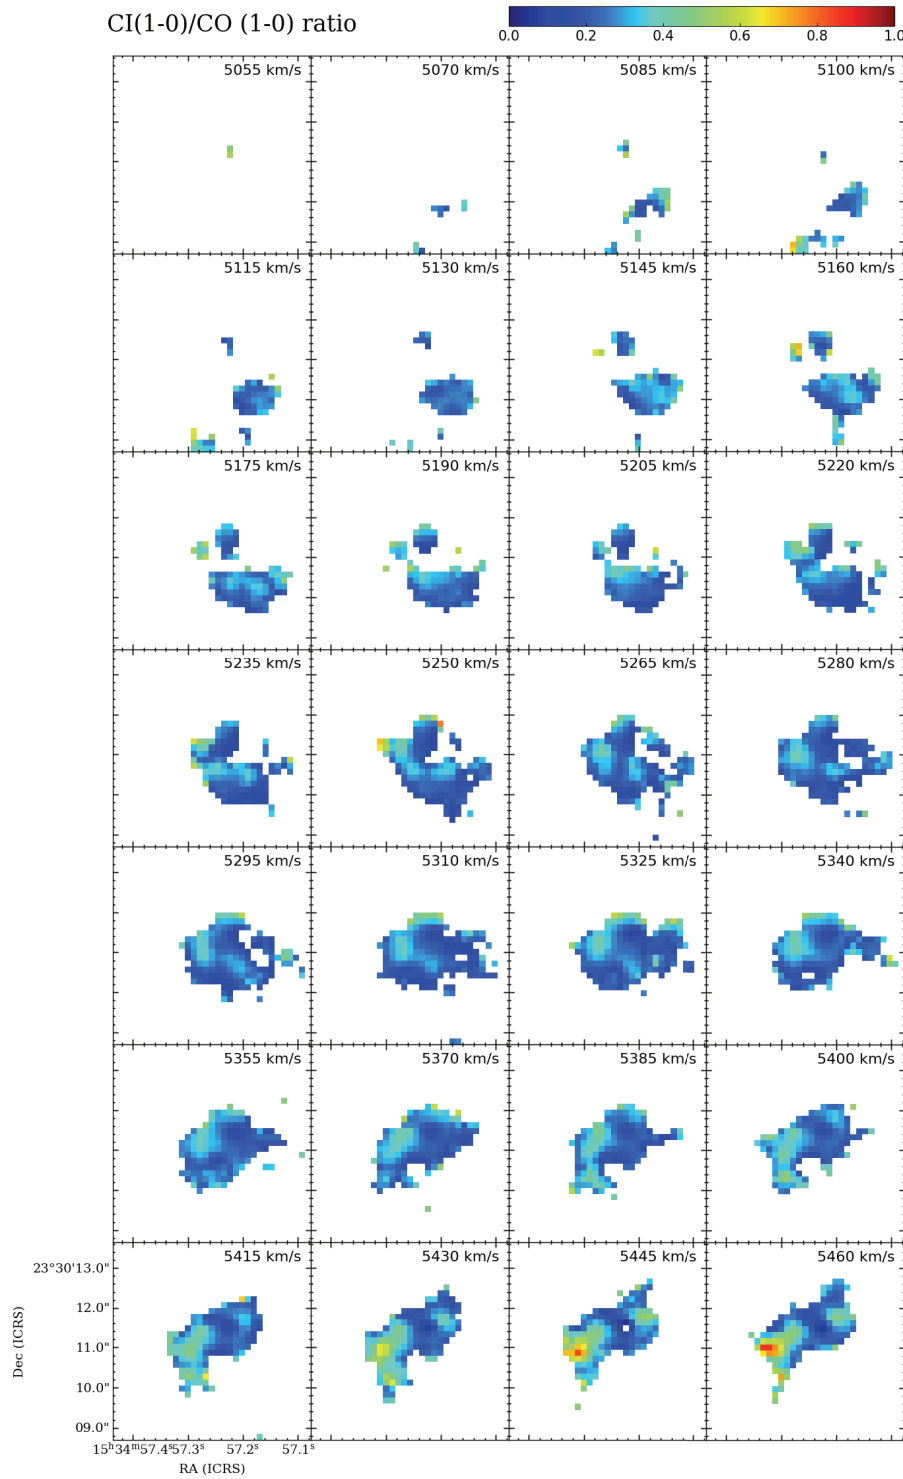 CI(1-0)/CO (1-0) ratio
0.0 0.2 0.4 0.6 0.8 1.0
5055 km/s 5070 km/s 5085 km/s 5100 km/s
5115 km/s 5130 km/s 5145 km/s 5160 km/s
5175 km/s 5190 km/s 5205 km/s 5220 km/s
5235 km/s 5250 km/s 5265 km/s 5280 km/s
5295 km/s 5310 km/s 5325 km/s 5340 km/s
5355 km/s 5370 km/s 5385 km/s 5400 km/s
5415 km/s 5430 km/s 5445 km/s 5460 km/s
23°30'13.0"
12.0"
11.0"
10.0"
09.0"
Dec (ICRS)
15ʰ34ᵐ57.4ˢ 57.3ˢ 57.2ˢ 57.1ˢ
RA (ICRS)